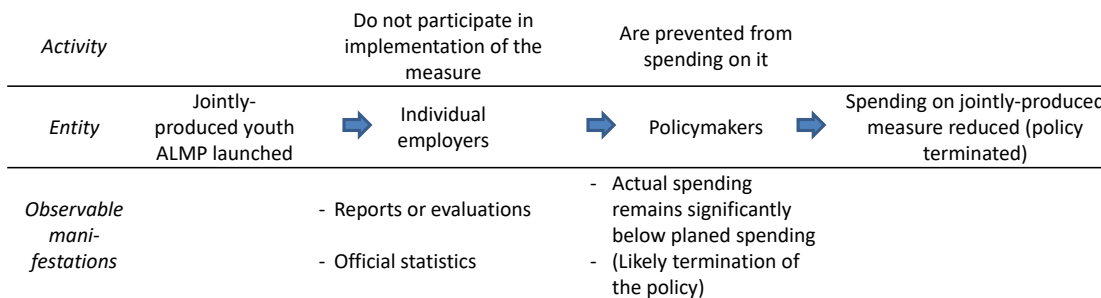 Activity
Do not participate in
implementation of the
measure
Are prevented from
spending on it
Entity
Jointly-
produced youth
ALMP launched
Individual
employers
Policymakers
Spending on jointly-produced
measure reduced (policy
terminated)
Observable
mani-
festations
- Reports or evaluations
- Official statistics
- Actual spending
remains significantly
below planed spending
- (Likely termination of
the policy)